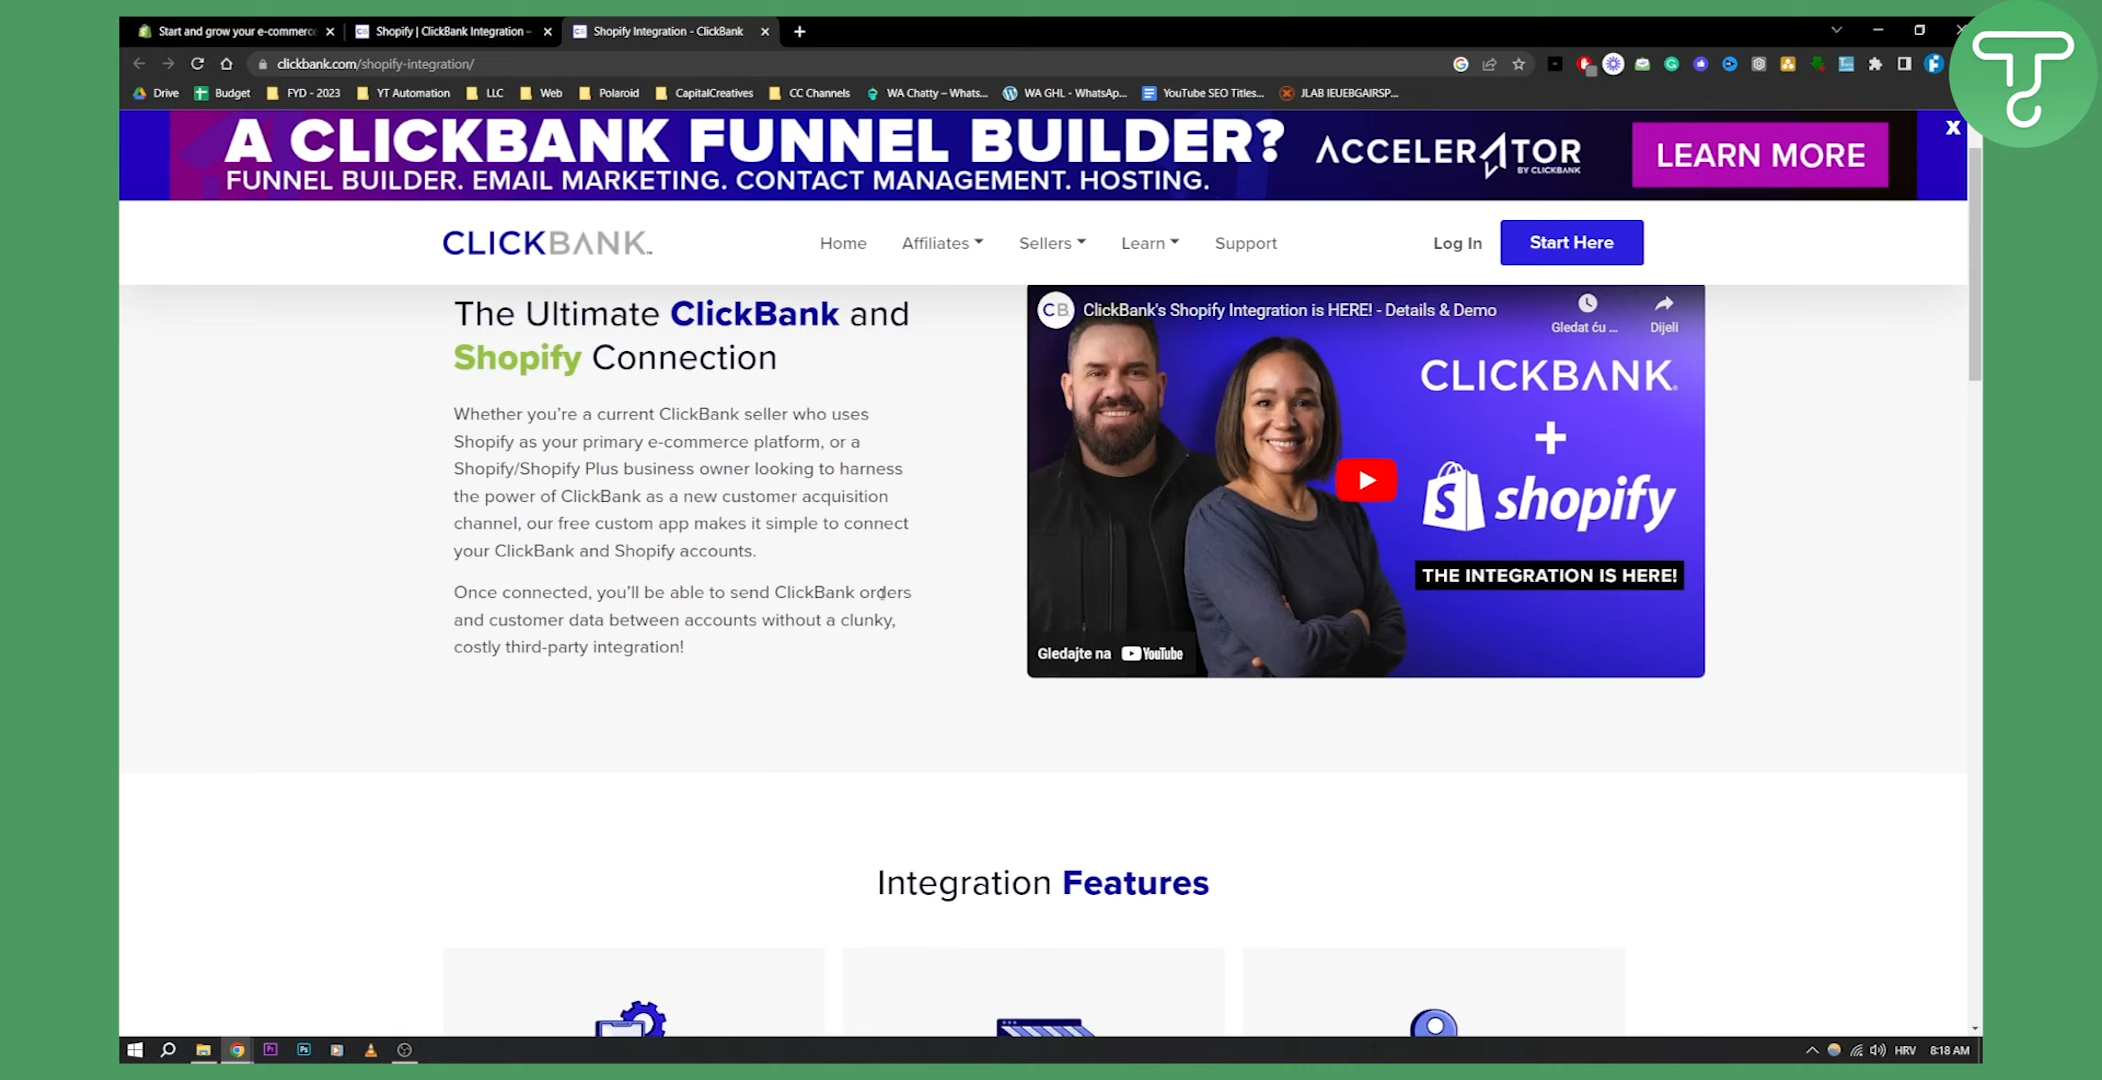 Start and grow your e-commerce
Shopify | ClickBank Integration –
CB Shopify Integration - ClickBank
clickbank.com/shopify-integration/
Drive Budget FYD - 2023 YT Automation LLC Web Polaroid CapitalCreatives CC Channels WA Chatty – Whats... WA GHL - WhatsAp... YouTube SEO Titles... JLAB IEUEBGAIRSP...
A CLICKBANK FUNNEL BUILDER?
FUNNEL BUILDER. EMAIL MARKETING. CONTACT MANAGEMENT. HOSTING.
ACCELERATOR
BY CLICKBANK
LEARN MORE
X
CLICKBANK
Home Affiliates Sellers Learn Support Log In Start Here
The Ultimate ClickBank and
Shopify Connection
Whether you're a current ClickBank seller who uses
Shopify as your primary e-commerce platform, or a
Shopify/Shopify Plus business owner looking to harness
the power of ClickBank as a new customer acquisition
channel, our free custom app makes it simple to connect
your ClickBank and Shopify accounts.
Once connected, you'll be able to send ClickBank orders
and customer data between accounts without a clunky,
costly third-party integration!
CB ClickBank's Shopify Integration is HERE! - Details & Demo
Gledat ću ... Dijeli
CLICKBANK.
+
shopify
THE INTEGRATION IS HERE!
Gledajte na YouTube
Integration Features
HRV 8:18 AM